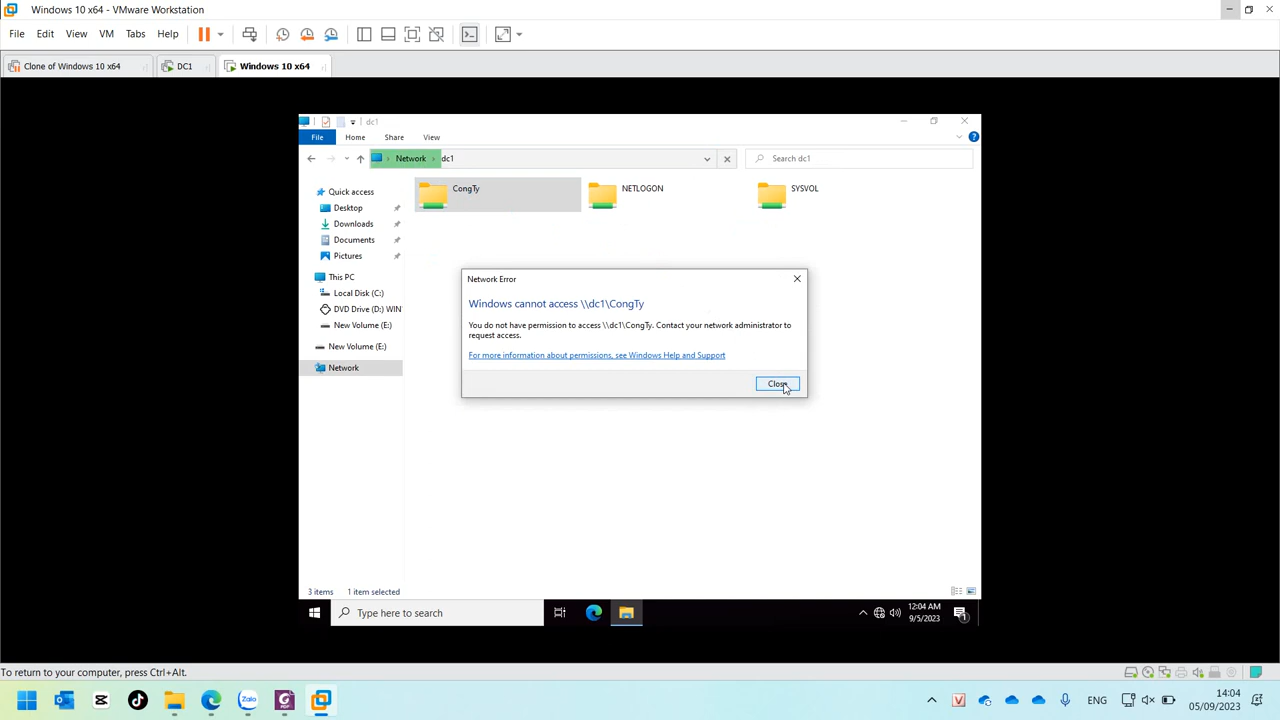 Windows 10 x64 - VMware Workstation
File Edit View VM Tabs Help
Clone of Windows 10 x64 DC1 Windows 10 x64
dc1
File Home Share View
Network dc1 Search dc1
Quick access
Desktop
Downloads
Documents
Pictures
This PC
Local Disk (C:)
DVD Drive (D:) WIN
New Volume (E:)
New Volume (E:)
Network
CongTy NETLOGON SYSVOL
Network Error
Windows cannot access \\dc1\CongTy
You do not have permission to access \\dc1\CongTy. Contact your network administrator to
request access.
For more information about permissions, see Windows Help and Support
Close
3 items 1 item selected
Type here to search
12:04 AM
9/5/2023
1
To return to your computer, press Ctrl+Alt.
Zalo
PDF
V
ENG
14:04
05/09/2023